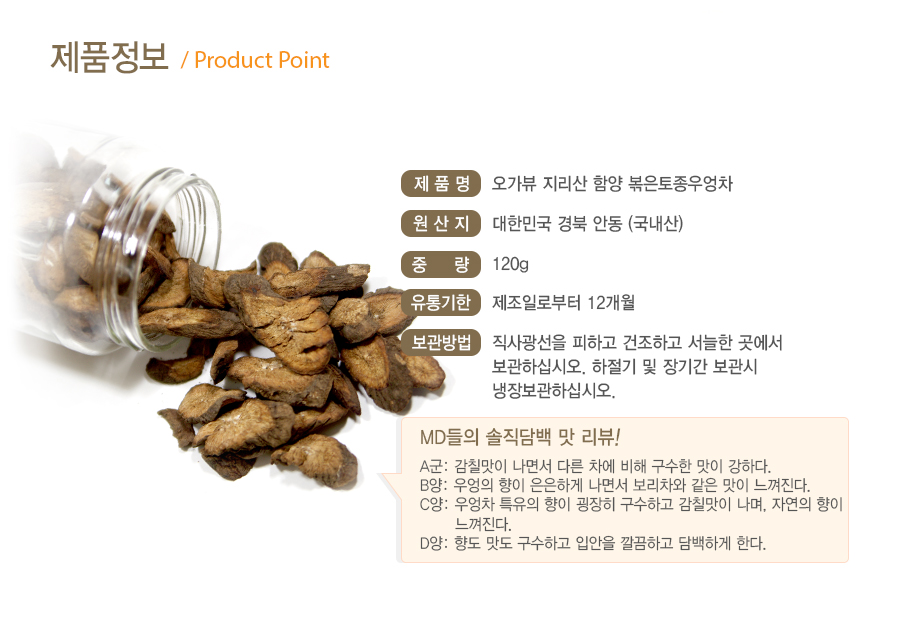 제품정보 / Product Point
제 품 명 오가뷰 지리산 함양 볶은토종우엉차
원 산 지 대한민국 경북 안동 (국내산)
중 량 120g
유통기한 제조일로부터 12개월
보관방법 직사광선을 피하고 건조하고 서늘한 곳에서
보관하십시오. 하절기 및 장기간 보관시
냉장보관하십시오.
MD들의 솔직담백 맛 리뷰!
A군: 감칠맛이 나면서 다른 차에 비해 구수한 맛이 강하다.
B양: 우엉의 향이 은은하게 나면서 보리차와 같은 맛이 느껴진다.
C양: 우엉차 특유의 향이 굉장히 구수하고 감칠맛이 나며, 자연의 향이
느껴진다.
D양: 향도 맛도 구수하고 입안을 깔끔하고 담백하게 한다.